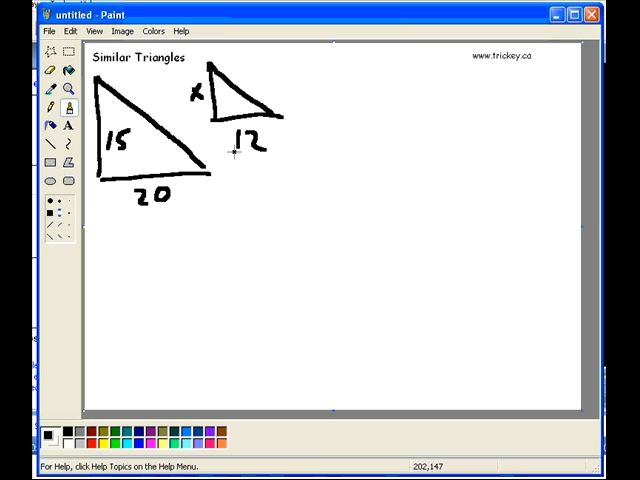 untitled - Paint
File Edit View Image Colors Help
Similar Triangles
www.trickey.ca
A
x
15
12
20
For Help, click Help Topics on the Help Menu.
202,147